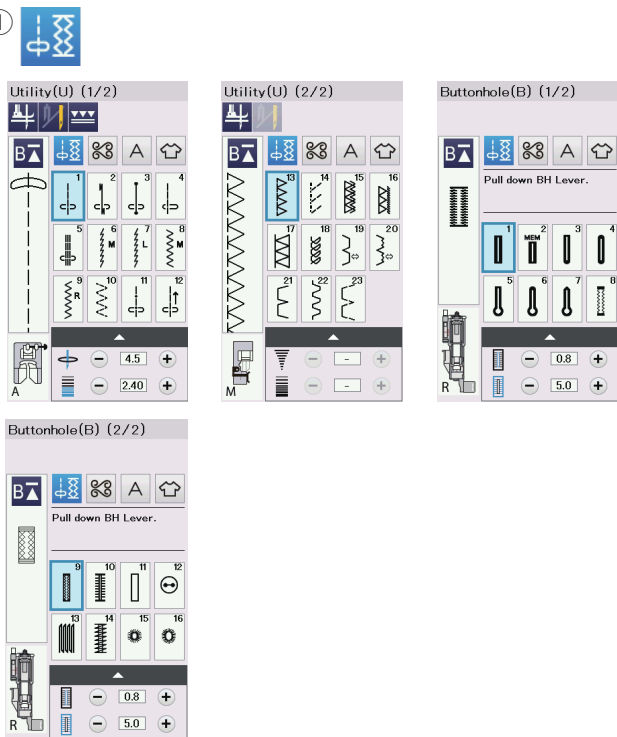 1
Utility(U) (1/2)
B
A
1 2 3 4
5 6 M 7 L 8 M
9 R 10 11 12
4.5
A
2.40
Utility(U) (2/2)
B
A
13 14 15 16
17 18 19 20
21 22 23
-
M
-
Buttonhole(B) (1/2)
B
A
Pull down BH Lever.
1 2 MEM 3 4
5 6 7 8
0.8
R
5.0
Buttonhole(B) (2/2)
B
A
Pull down BH Lever.
9 10 11 12
13 14 15 16
0.8
R
5.0